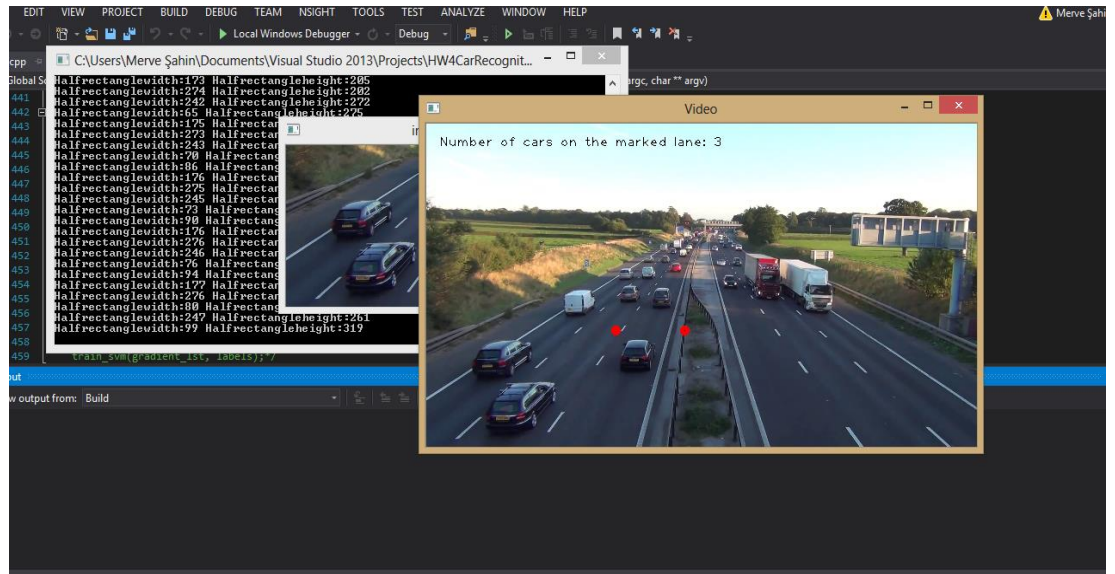 EDIT VIEW PROJECT BUILD DEBUG TEAM NSIGHT TOOLS TEST ANALYZE WINDOW HELP
Merve Şahi
Local Windows Debugger Debug
cpp
C:\Users\Merve Şahin\Documents\Visual Studio 2013\Projects\HW4CarRecognit...
Global Sc
argc, char ** argv)
441
442
443
444
445
446
447
448
449
450
451
452
453
454
455
456
457
458
459
Halfrectanglewidth:173 Halfrectangleheight:205
Halfrectanglewidth:274 Halfrectangleheight:202
Halfrectanglewidth:242 Halfrectangleheight:272
Halfrectanglewidth:65 Halfrectangleheight:275
Halfrectanglewidth:175 Halfrectan
Halfrectanglewidth:273 Halfrectan
Halfrectanglewidth:243 Halfrectan
Halfrectanglewidth:70 Halfrectang
Halfrectanglewidth:86 Halfrectang
Halfrectanglewidth:176 Halfrectan
Halfrectanglewidth:275 Halfrectan
Halfrectanglewidth:245 Halfrectan
Halfrectanglewidth:73 Halfrectang
Halfrectanglewidth:90 Halfrectang
Halfrectanglewidth:176 Halfrectan
Halfrectanglewidth:276 Halfrectan
Halfrectanglewidth:246 Halfrectan
Halfrectanglewidth:76 Halfrectang
Halfrectanglewidth:94 Halfrectang
Halfrectanglewidth:177 Halfrectan
Halfrectanglewidth:276 Halfrectan
Halfrectanglewidth:80 Halfrectang
Halfrectanglewidth:247 Halfrectangleheight:261
Halfrectanglewidth:99 Halfrectangleheight:319
train_svm(gradient_lst, labels);*/
Video
Number of cars on the marked lane: 3
put
w output from: Build